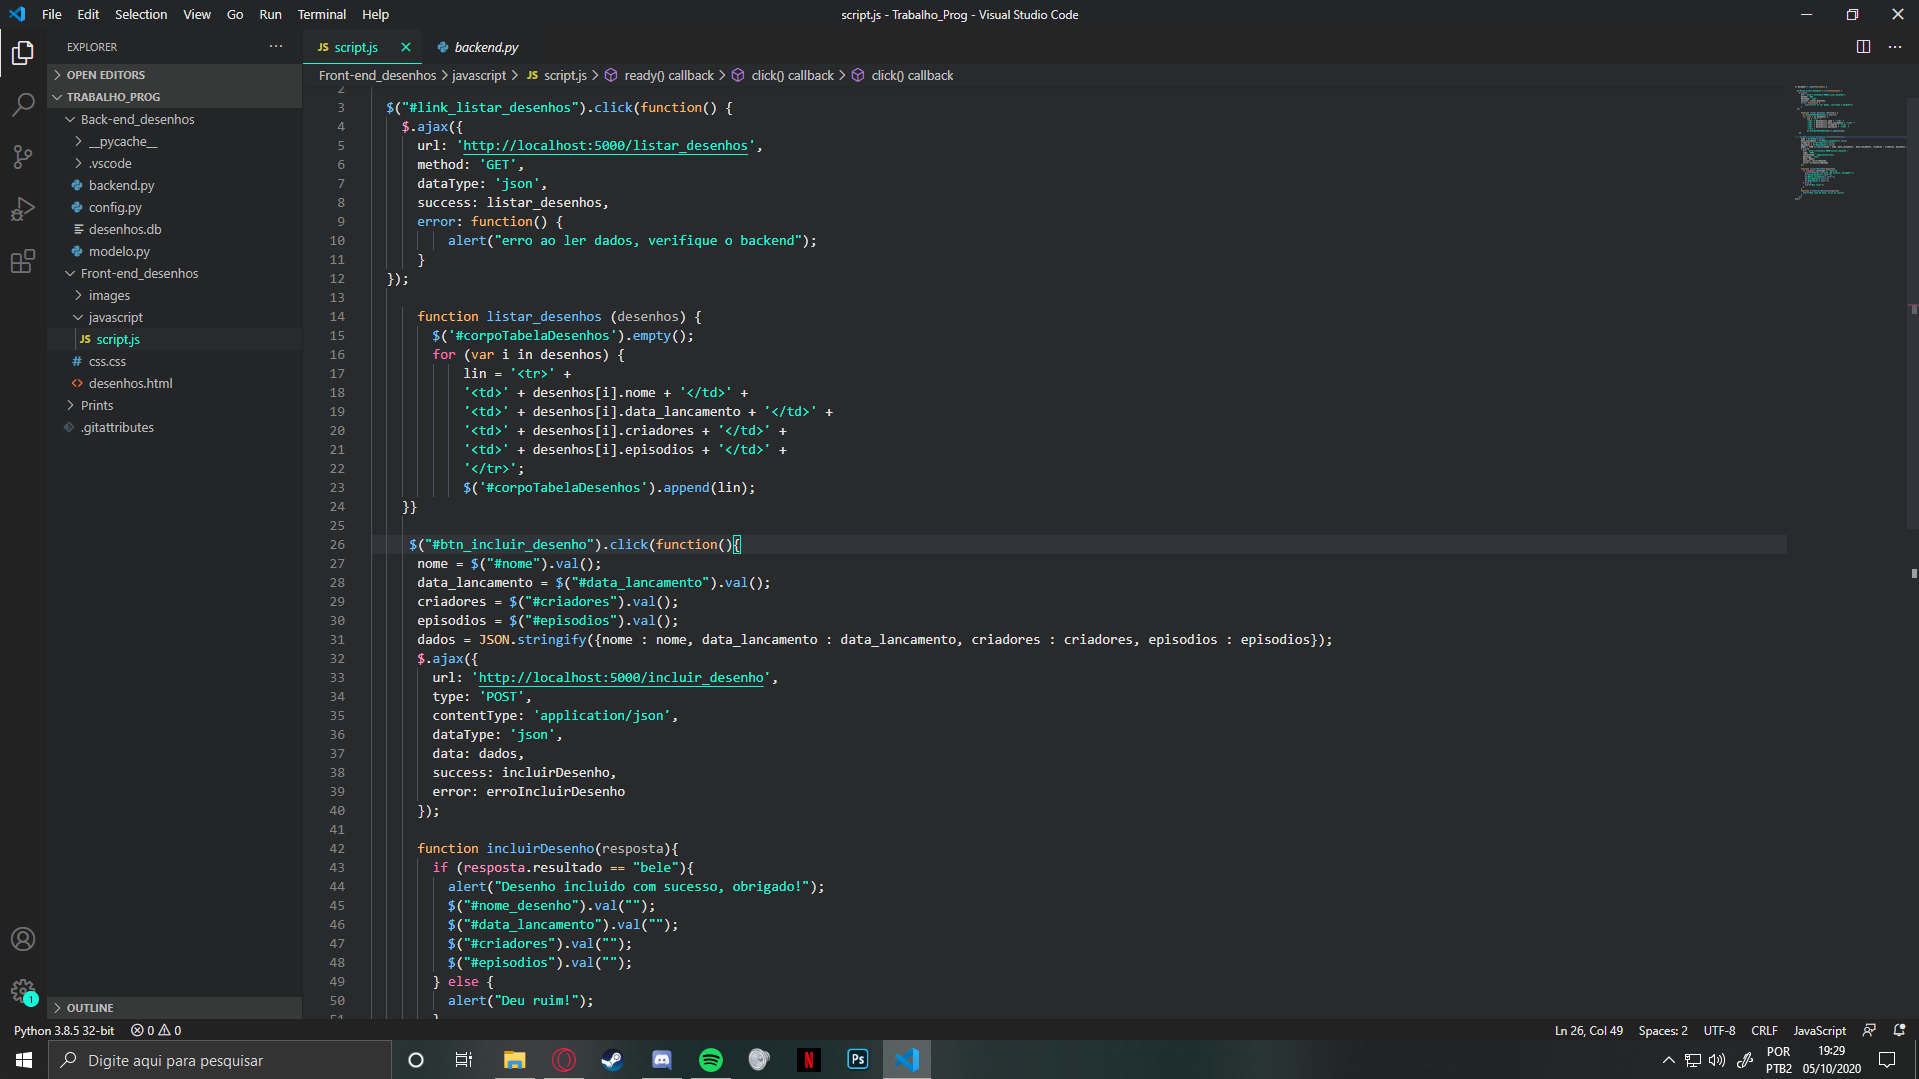 File Edit Selection View Go Run Terminal Help
script.js - Trabalho_Prog - Visual Studio Code
EXPLORER
OPEN EDITORS
TRABALHO_PROG
Back-end_desenhos
__pycache__
.vscode
backend.py
config.py
desenhos.db
modelo.py
Front-end_desenhos
images
javascript
JS script.js
# css.css
<> desenhos.html
Prints
.gitattributes
OUTLINE
JS script.js
backend.py
Front-end_desenhos > javascript > JS script.js > ready() callback > click() callback > click() callback
2
3 $("#link_listar_desenhos").click(function() {
4 $.ajax({
5 url: 'http://localhost:5000/listar_desenhos',
6 method: 'GET',
7 dataType: 'json',
8 success: listar_desenhos,
9 error: function() {
10 alert("erro ao ler dados, verifique o backend");
11 }
12 });
13
14 function listar_desenhos (desenhos) {
15 $('#corpoTabelaDesenhos').empty();
16 for (var i in desenhos) {
17 lin = '<tr>' +
18 '<td>' + desenhos[i].nome + '</td>' +
19 '<td>' + desenhos[i].data_lancamento + '</td>' +
20 '<td>' + desenhos[i].criadores + '</td>' +
21 '<td>' + desenhos[i].episodios + '</td>' +
22 '</tr>';
23 $('#corpoTabelaDesenhos').append(lin);
24 }}
25
26 $("#btn_incluir_desenho").click(function(){
27 nome = $("#nome").val();
28 data_lancamento = $("#data_lancamento").val();
29 criadores = $("#criadores").val();
30 episodios = $("#episodios").val();
31 dados = JSON.stringify({nome : nome, data_lancamento : data_lancamento, criadores : criadores, episodios : episodios});
32 $.ajax({
33 url: 'http://localhost:5000/incluir_desenho',
34 type: 'POST',
35 contentType: 'application/json',
36 dataType: 'json',
37 data: dados,
38 success: incluirDesenho,
39 error: erroIncluirDesenho
40 });
41
42 function incluirDesenho(resposta){
43 if (resposta.resultado == "bele"){
44 alert("Desenho incluido com sucesso, obrigado!");
45 $("#nome_desenho").val("");
46 $("#data_lancamento").val("");
47 $("#criadores").val("");
48 $("#episodios").val("");
49 } else {
50 alert("Deu ruim!");
51 }
1
Python 3.8.5 32-bit 0 0
Ln 26, Col 49 Spaces: 2 UTF-8 CRLF JavaScript
Digite aqui para pesquisar
N
Ps
POR
PTB2
19:29
05/10/2020